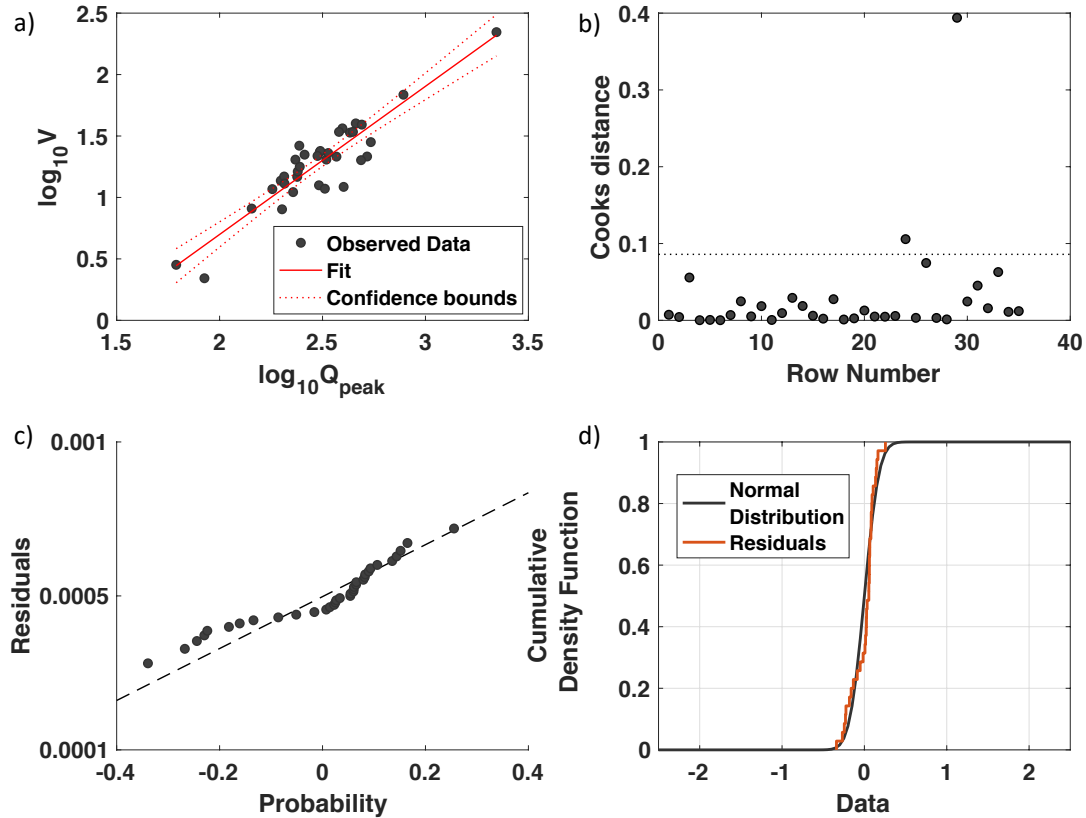 a)
2.5
2
1.5
1
0.5
0
log10V
Observed Data
Fit
Confidence bounds
1.5
2
2.5
3
3.5
log10Qpeak
b)
0.4
0.3
0.2
0.1
0
Cooks distance
0
10
20
30
40
Row Number
c)
0.001
0.0005
0.0001
Residuals
-0.4
-0.2
0
0.2
0.4
Probability
d)
1
0.8
0.6
0.4
0.2
0
Cumulative
Density Function
Normal
Distribution
Residuals
-2
-1
0
1
2
Data